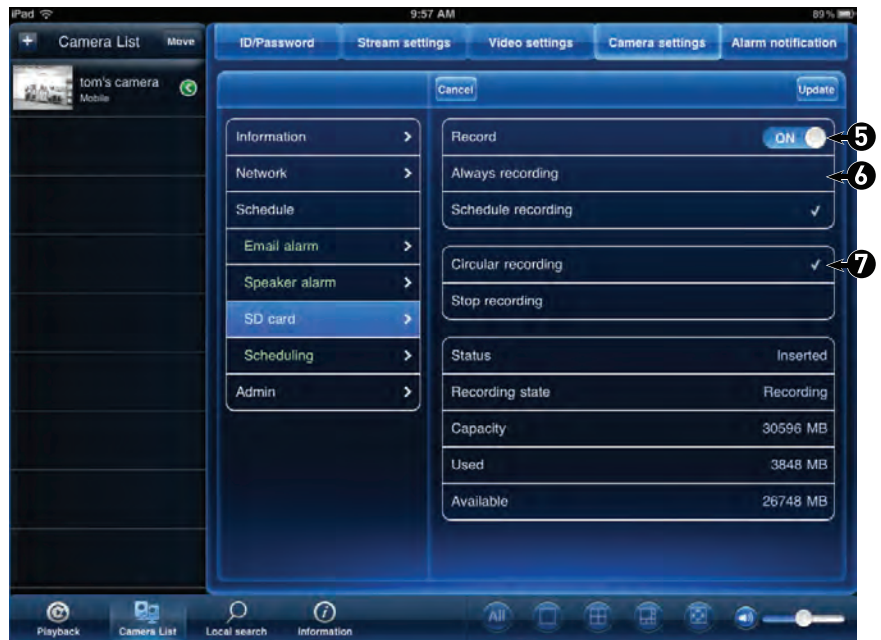 iPad 9:57 AM 89 %
+ Camera List Move
ID/Password Stream settings Video settings Camera settings Alarm notification
tom's camera
Mobile
Cancel Update
Information
Network
Schedule
Email alarm
Speaker alarm
SD card
Scheduling
Admin
Record ON
Always recording
Schedule recording
Circular recording
Stop recording
Status Inserted
Recording state Recording
Capacity 30596 MB
Used 3848 MB
Available 26748 MB
5
6
7
Playback Camera List Local search Information
All